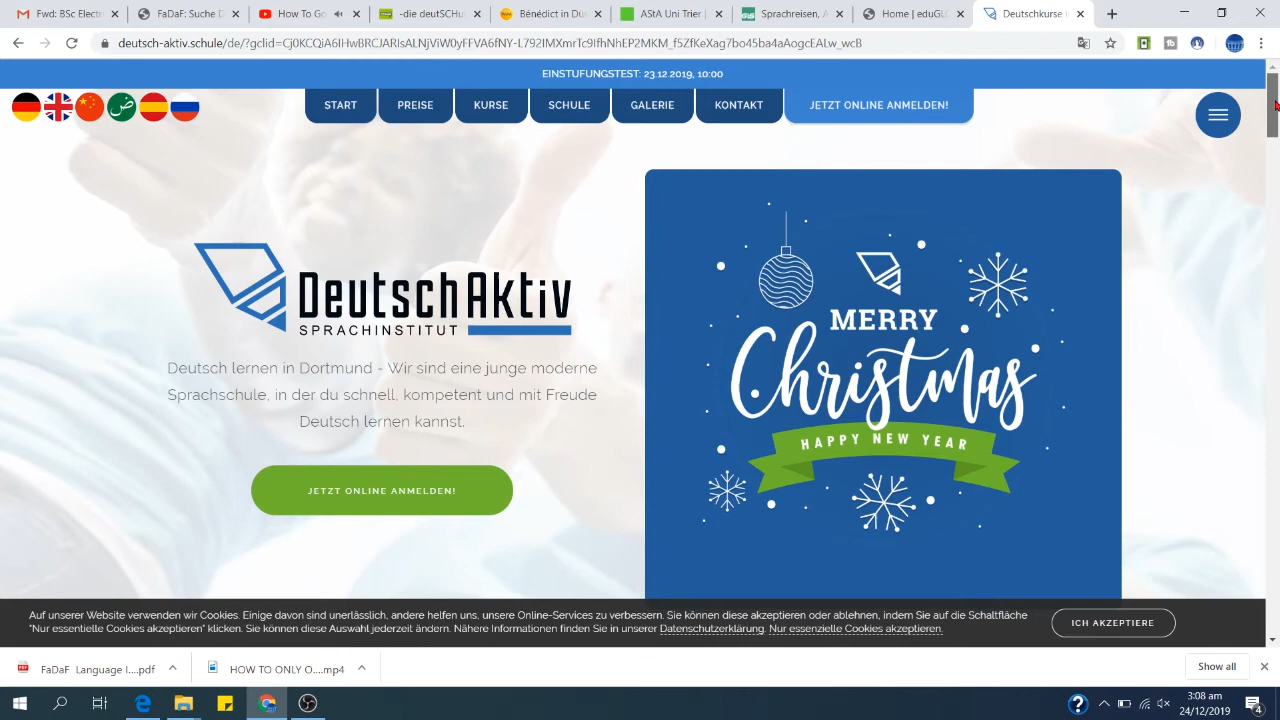 Fwd: BSc Electr
FaDaF: Suche D
How To Go
-die deutSCHu
Bénédict in Dü
AStA Uni Trier |
Sprachreisen, A
Home | eduGLO
Deutschkurse in
deutsch-aktiv.schule/de/?gclid=Cj0KCQiA6IHwBRCJARIsALNjViW0yFFVA6fNY-L792IMXmrTc9IfhNhEP2MKM_f5ZfKeXag7bo45ba4aAogcEALw_wcB
EINSTUFUNGSTEST: 23.12.2019, 10:00
START PREISE KURSE SCHULE GALERIE KONTAKT JETZT ONLINE ANMELDEN!
DeutschAktiv
SPRACHINSTITUT
Deutsch lernen in Dortmund - Wir sind eine junge moderne
Sprachschule, in der du schnell, kompetent und mit Freude
Deutsch lernen kannst.
JETZT ONLINE ANMELDEN!
MERRY
Christmas
HAPPY NEW YEAR
Auf unserer Website verwenden wir Cookies. Einige davon sind unerlässlich, andere helfen uns, unsere Online-Services zu verbessern. Sie können diese akzeptieren oder ablehnen, indem Sie auf die Schaltfläche
"Nur essentielle Cookies akzeptieren" klicken. Sie können diese Auswahl jederzeit ändern. Nähere Informationen finden Sie in unserer Datenschutzerklärung. Nur essenzielle Cookies akzeptieren.
ICH AKZEPTIERE
FaDaF Language I....pdf
HOW TO ONLY O....mp4
Show all
3:08 am
24/12/2019
4